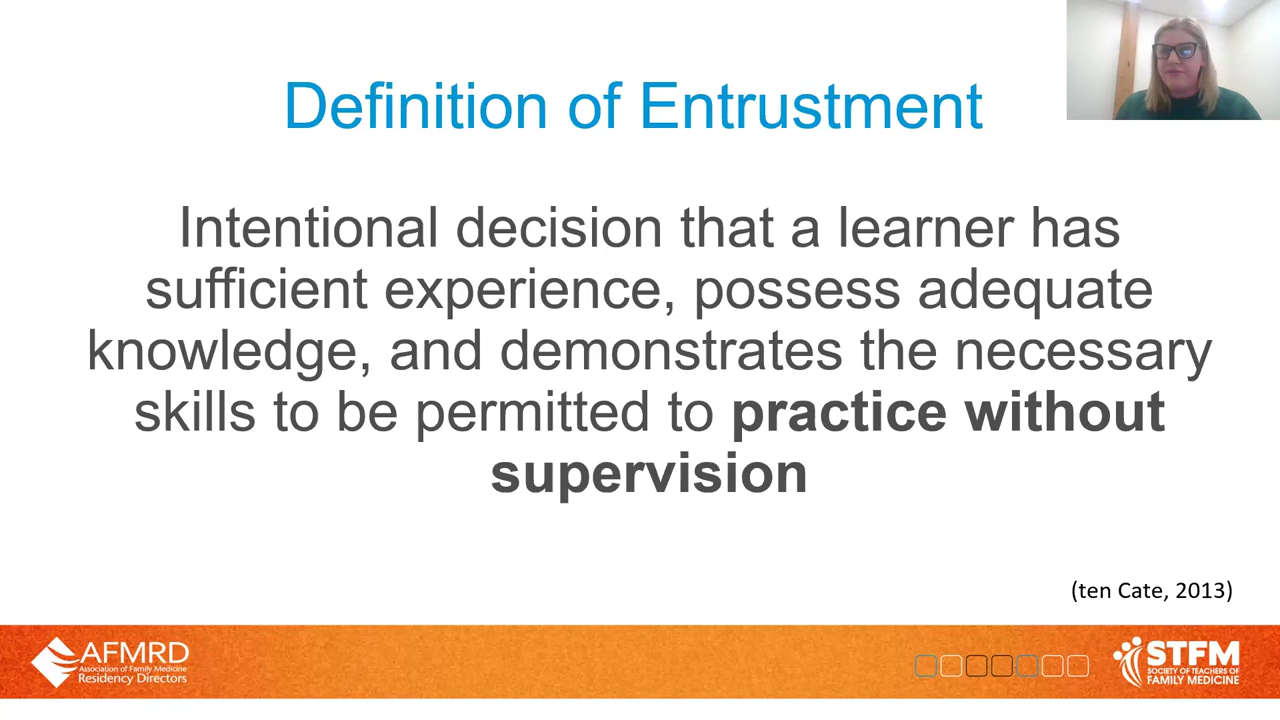 Definition of Entrustment
Intentional decision that a learner has
sufficient experience, possess adequate
knowledge, and demonstrates the necessary
skills to be permitted to practice without
supervision
(ten Cate, 2013)
AFMRD
Association of Family Medicine
Residency Directors
STFM
SOCIETY OF TEACHERS OF
FAMILY MEDICINE